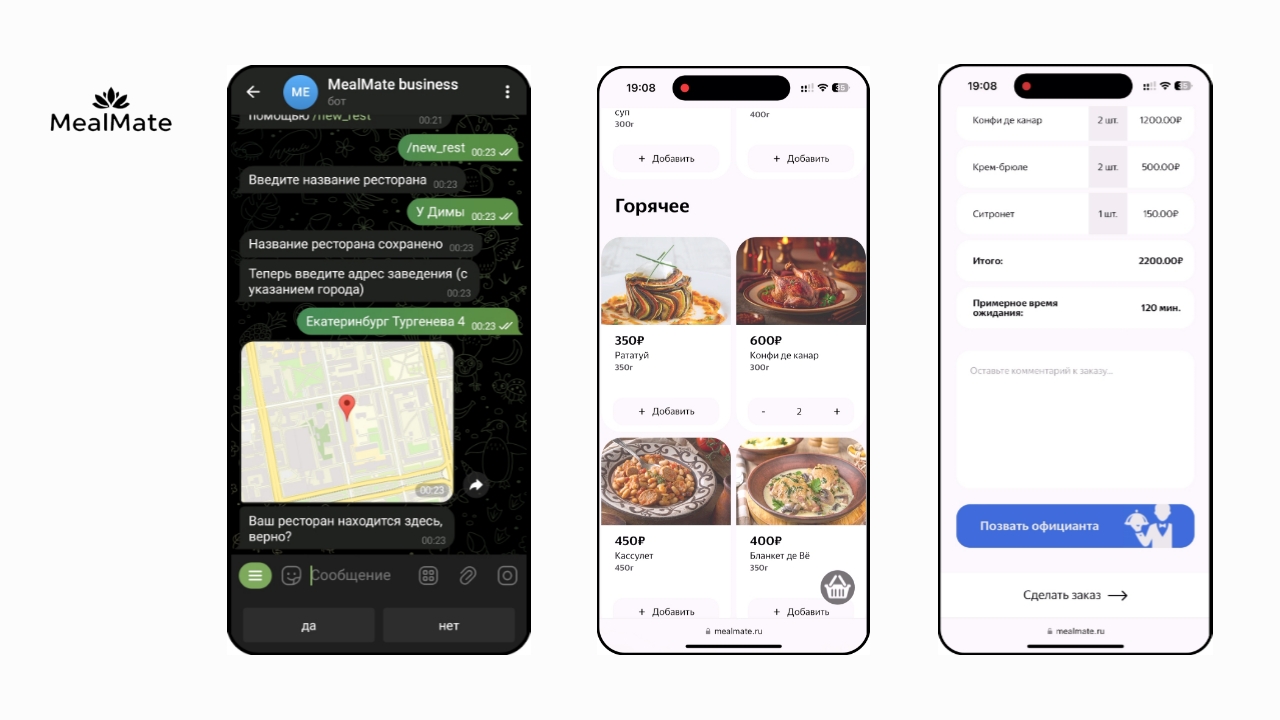 MealMate
ME
MealMate business
бот
помощью /new_rest 00:21
/new_rest 00:23
Введите название ресторана 00:23
У Димы 00:23
Название ресторана сохранено 00:23
Теперь введите адрес заведения (с
указанием города) 00:23
Екатеринбург Тургенева 4 00:23
00:23
Ваш ресторан находится здесь,
верно? 00:23
Сообщение
да
нет
19:08
35
суп
300г
400г
+ Добавить
+ Добавить
Горячее
350₽
Рататуй
350г
+ Добавить
600₽
Конфи де канар
300г
- 2 +
450₽
Кассулет
450г
+ Добавить
400₽
Бланкет де Вё
350г
+ Добавить
mealmate.ru
19:08
35
Конфи де канар 2 шт. 1200.00₽
Крем-брюле 2 шт. 500.00₽
Ситронет 1 шт. 150.00₽
Итого: 2200.00₽
Примерное время
ожидания: 120 мин.
Оставьте комментарий к заказу...
Позвать официанта
Сделать заказ
mealmate.ru